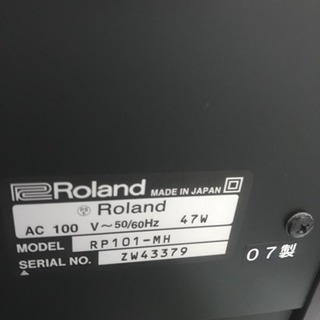 Roland MADE IN JAPAN
Roland
AC 100 V~50/60Hz 47W
MODEL RP101-MH
SERIAL NO. ZW43379
07製